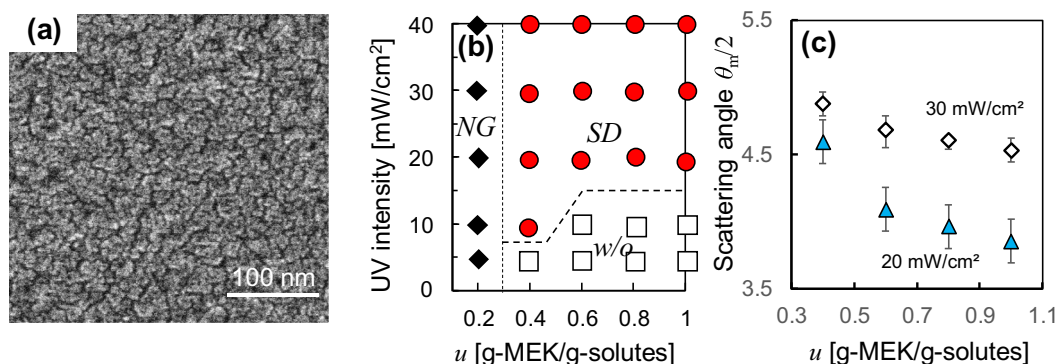 (a)
100 nm
(b)
UV intensity [mW/cm²]
40
30
20
10
0
NG
SD
w/o
0.2 0.4 0.6 0.8 1
u [g-MEK/g-solutes]
(c)
Scattering angle θm/2
5.5
4.5
3.5
30 mW/cm²
20 mW/cm²
0.3 0.5 0.7 0.9 1.1
u [g-MEK/g-solutes]